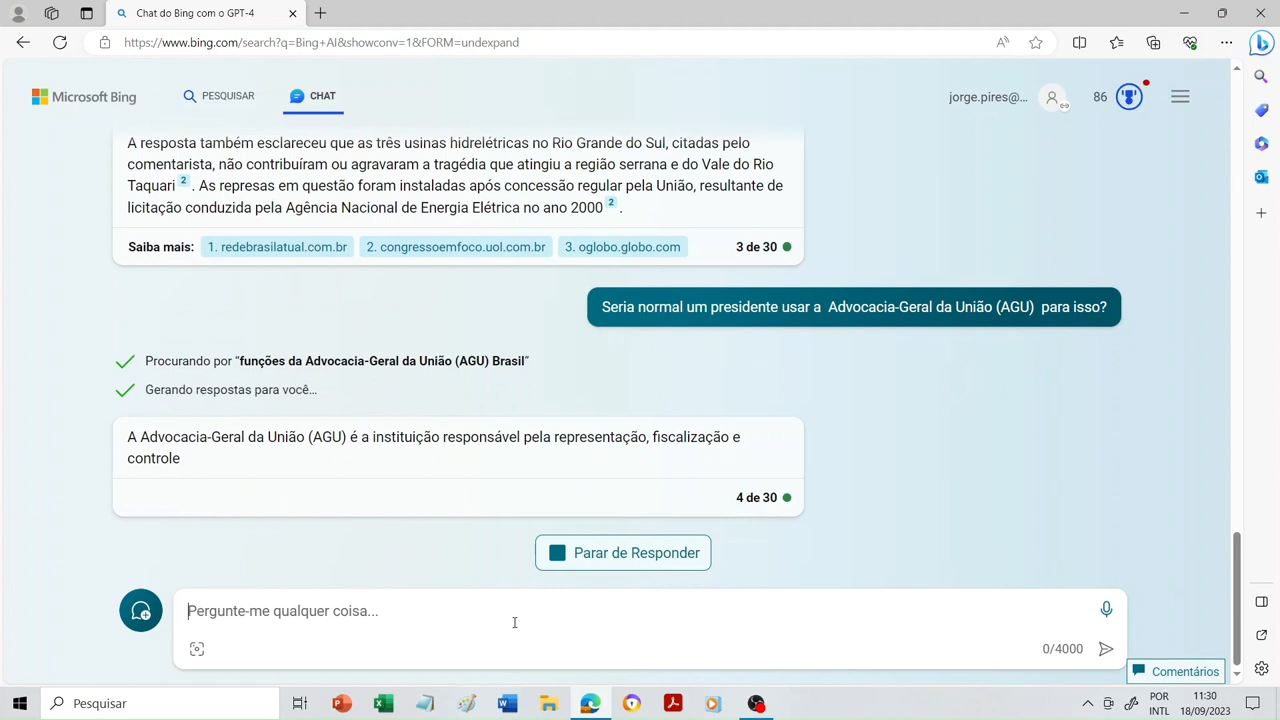 Chat do Bing com o GPT-4
https://www.bing.com/search?q=Bing+AI&showconv=1&FORM=undexpand
Microsoft Bing
PESQUISAR
CHAT
jorge.pires@...
86
A resposta também esclareceu que as três usinas hidrelétricas no Rio Grande do Sul, citadas pelo
comentarista, não contribuíram ou agravaram a tragédia que atingiu a região serrana e do Vale do Rio
Taquari 2 . As represas em questão foram instaladas após concessão regular pela União, resultante de
licitação conduzida pela Agência Nacional de Energia Elétrica no ano 2000 2 .
Saiba mais: 1. redebrasilatual.com.br 2. congressoemfoco.uol.com.br 3. oglobo.globo.com 3 de 30
Seria normal um presidente usar a Advocacia-Geral da União (AGU) para isso?
Procurando por “funções da Advocacia-Geral da União (AGU) Brasil”
Gerando respostas para você…
A Advocacia-Geral da União (AGU) é a instituição responsável pela representação, fiscalização e
controle
4 de 30
Parar de Responder
Pergunte-me qualquer coisa...
0/4000
Comentários
Pesquisar
POR
INTL
11:30
18/09/2023